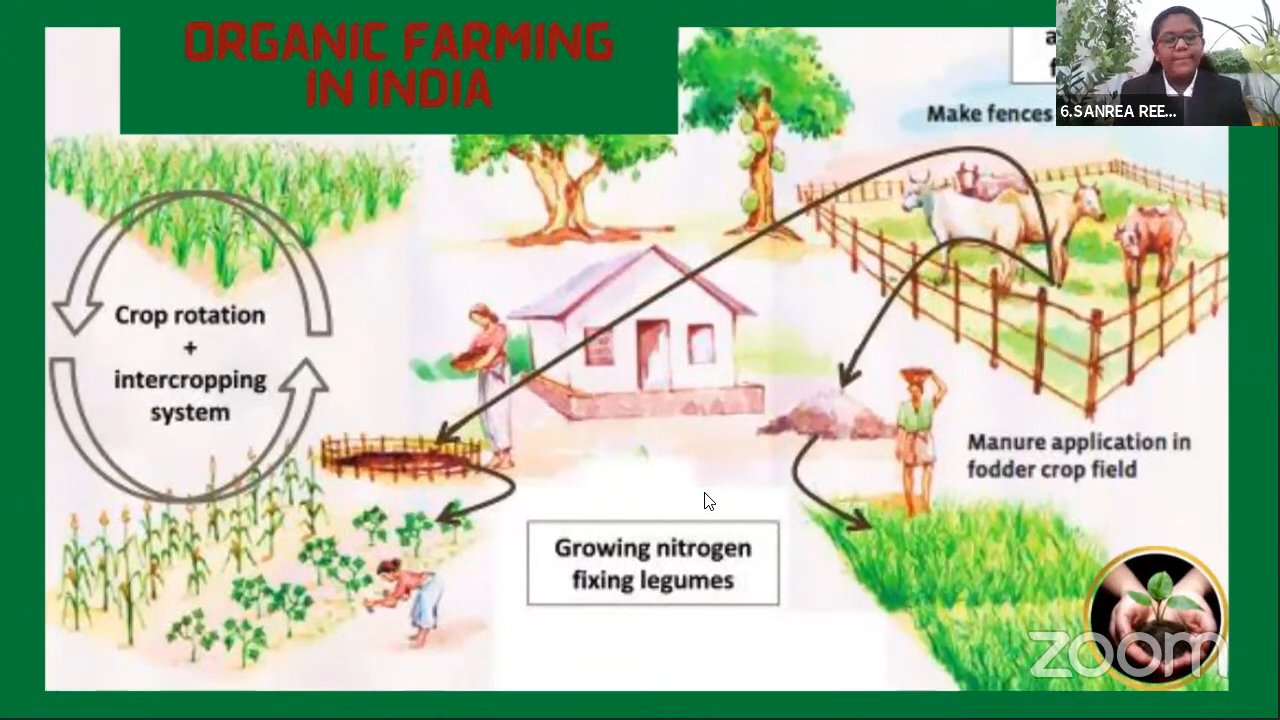 ORGANIC FARMING
IN INDIA
6.SANREA REE...
Make fences
Crop rotation
+
intercropping
system
Manure application in
fodder crop field
Growing nitrogen
fixing legumes
zoom